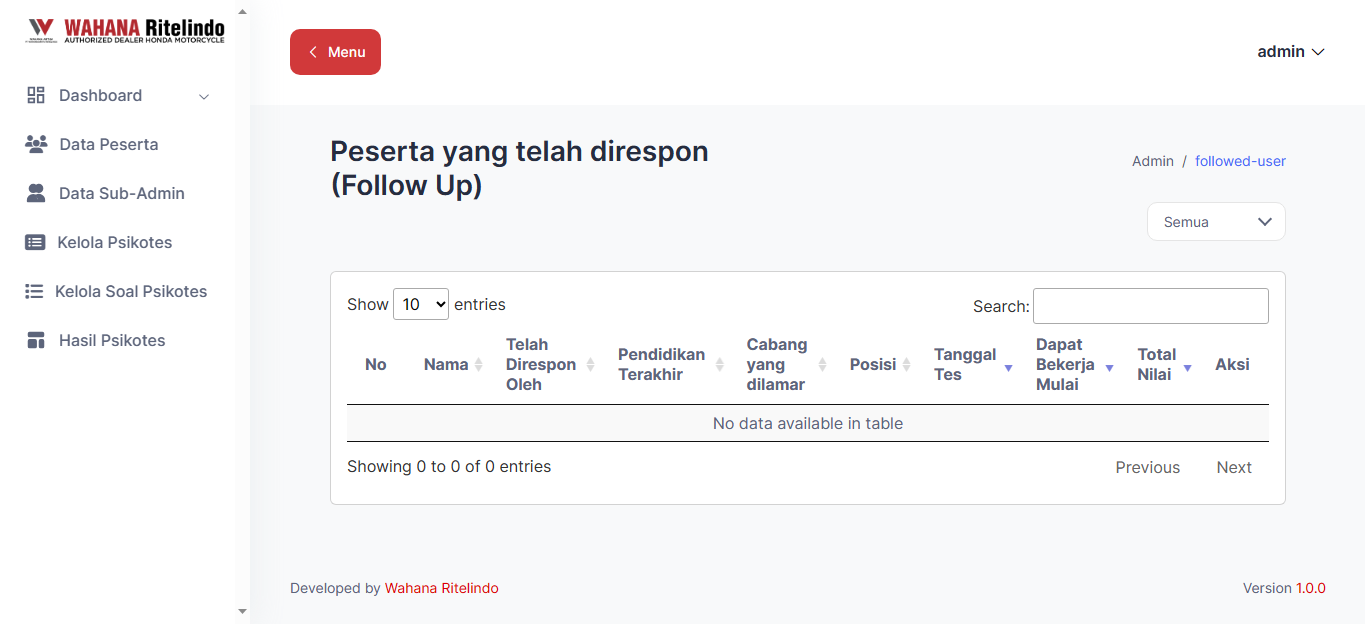 WAHANA Ritelindo
AUTHORIZED DEALER HONDA MOTORCYCLE
Menu
admin
Dashboard
Data Peserta
Data Sub-Admin
Kelola Psikotes
Kelola Soal Psikotes
Hasil Psikotes
Peserta yang telah direspon
(Follow Up)
Admin / followed-user
Semua
Show 10 entries
Search:
No
Nama
Telah
Direspon
Oleh
Pendidikan
Terakhir
Cabang
yang
dilamar
Posisi
Tanggal
Tes
Dapat
Bekerja
Mulai
Total
Nilai
Aksi
No data available in table
Showing 0 to 0 of 0 entries
Previous
Next
Developed by Wahana Ritelindo
Version 1.0.0